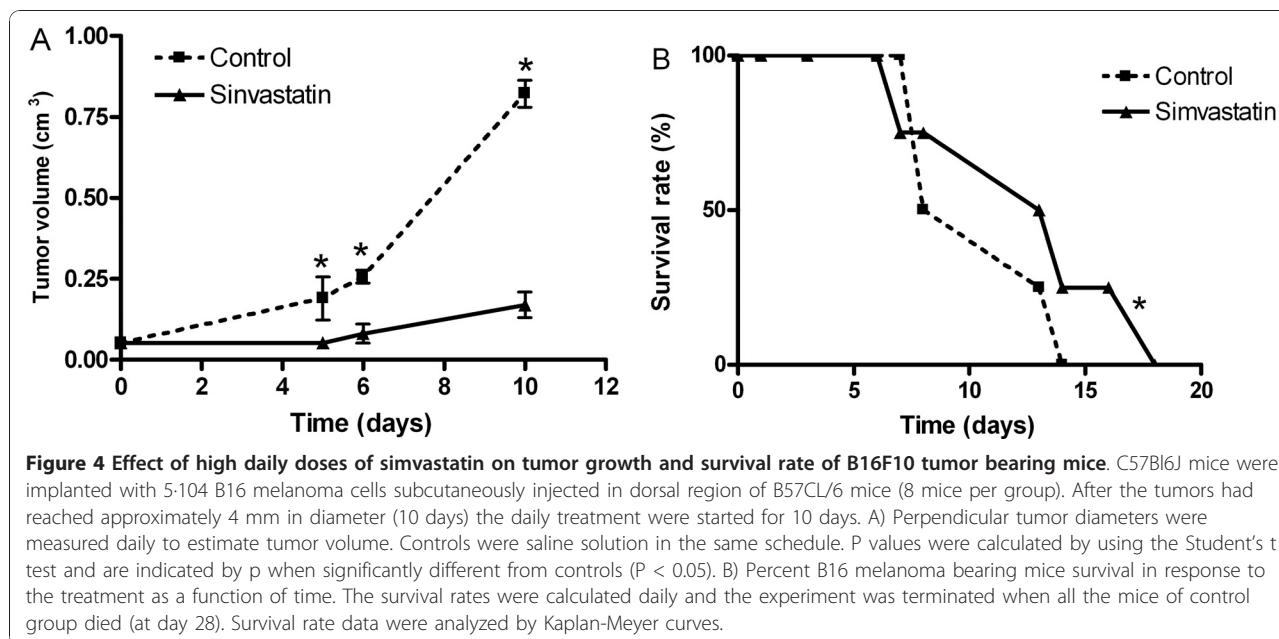 A
Control
Sinvastatin
Tumor volume (cm ³)
1.00
0.75
0.50
0.25
0.00
* * *
0 2 4 6 8 10 12
Time (days)
B
Control
Simvastatin
Survival rate (%)
100
50
0
*
0 5 10 15 20
Time (days)
Figure 4 Effect of high daily doses of simvastatin on tumor growth and survival rate of B16F10 tumor bearing mice. C57Bl6J mice were
implanted with 5·104 B16 melanoma cells subcutaneously injected in dorsal region of B57CL/6 mice (8 mice per group). After the tumors had
reached approximately 4 mm in diameter (10 days) the daily treatment were started for 10 days. A) Perpendicular tumor diameters were
measured daily to estimate tumor volume. Controls were saline solution in the same schedule. P values were calculated by using the Student's t
test and are indicated by p when significantly different from controls (P < 0.05). B) Percent B16 melanoma bearing mice survival in response to
the treatment as a function of time. The survival rates were calculated daily and the experiment was terminated when all the mice of control
group died (at day 28). Survival rate data were analyzed by Kaplan-Meyer curves.